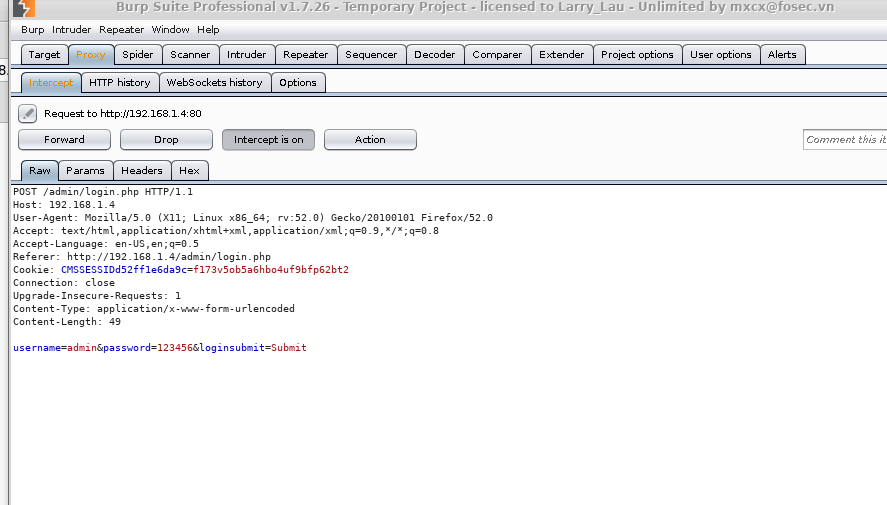 Burp Suite Professional v1.7.26 - Temporary Project - licensed to Larry_Lau - Unlimited by mxcx@fosec.vn
Burp Intruder Repeater Window Help
Target Proxy Spider Scanner Intruder Repeater Sequencer Decoder Comparer Extender Project options User options Alerts
8.
Intercept HTTP history WebSockets history Options
Request to http://192.168.1.4:80
Forward Drop Intercept is on Action Comment this it
Raw Params Headers Hex
POST /admin/login.php HTTP/1.1
Host: 192.168.1.4
User-Agent: Mozilla/5.0 (X11; Linux x86_64; rv:52.0) Gecko/20100101 Firefox/52.0
Accept: text/html,application/xhtml+xml,application/xml;q=0.9,*/*;q=0.8
Accept-Language: en-US,en;q=0.5
Referer: http://192.168.1.4/admin/login.php
Cookie: CMSSESSIDd52ff1e6da9c=f173v5ob5a6hbo4uf9bfp62bt2
Connection: close
Upgrade-Insecure-Requests: 1
Content-Type: application/x-www-form-urlencoded
Content-Length: 49
username=admin&password=123456&loginsubmit=Submit